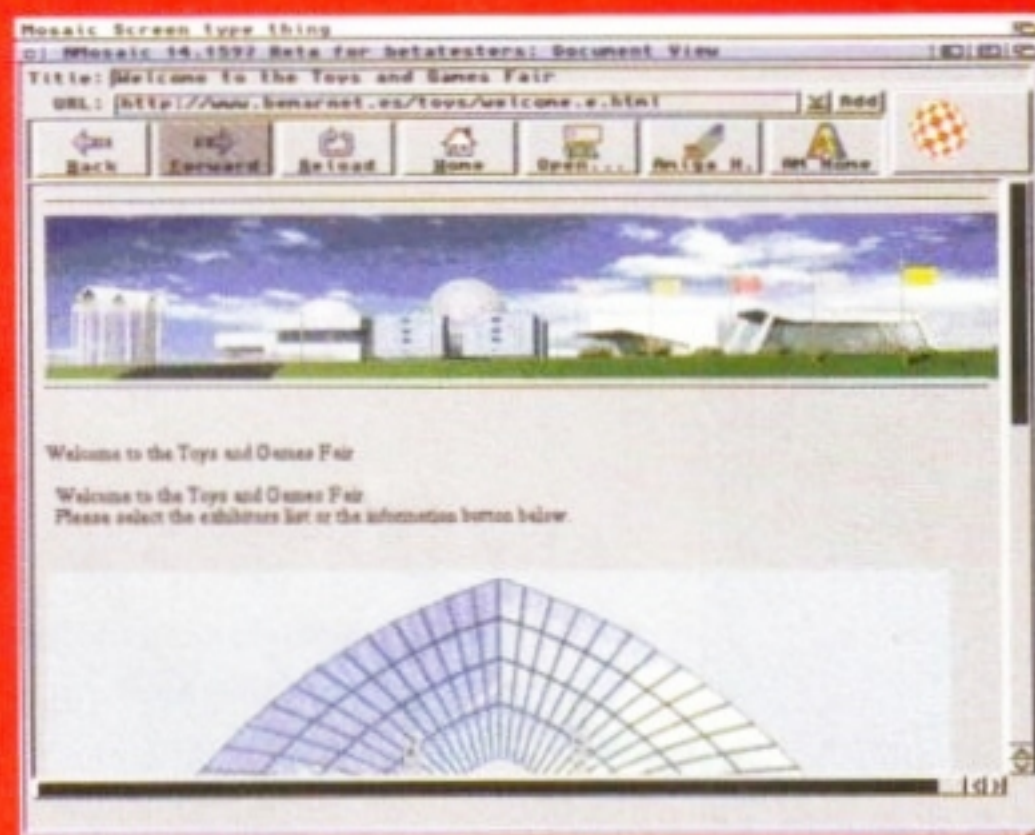 Mosaic Screen type thing
AMosaic 14.1592 Beta for betatesters: Document View
Title: Welcome to the Toys and Games Fair
URL: http://www.bemarnet.es/toys/welcome.e.html Add
Back Forward Reload Home Open... Amiga H. AM Home
Welcome to the Toys and Games Fair
Welcome to the Toys and Games Fair
Please select the exhibitors list or the information button below.